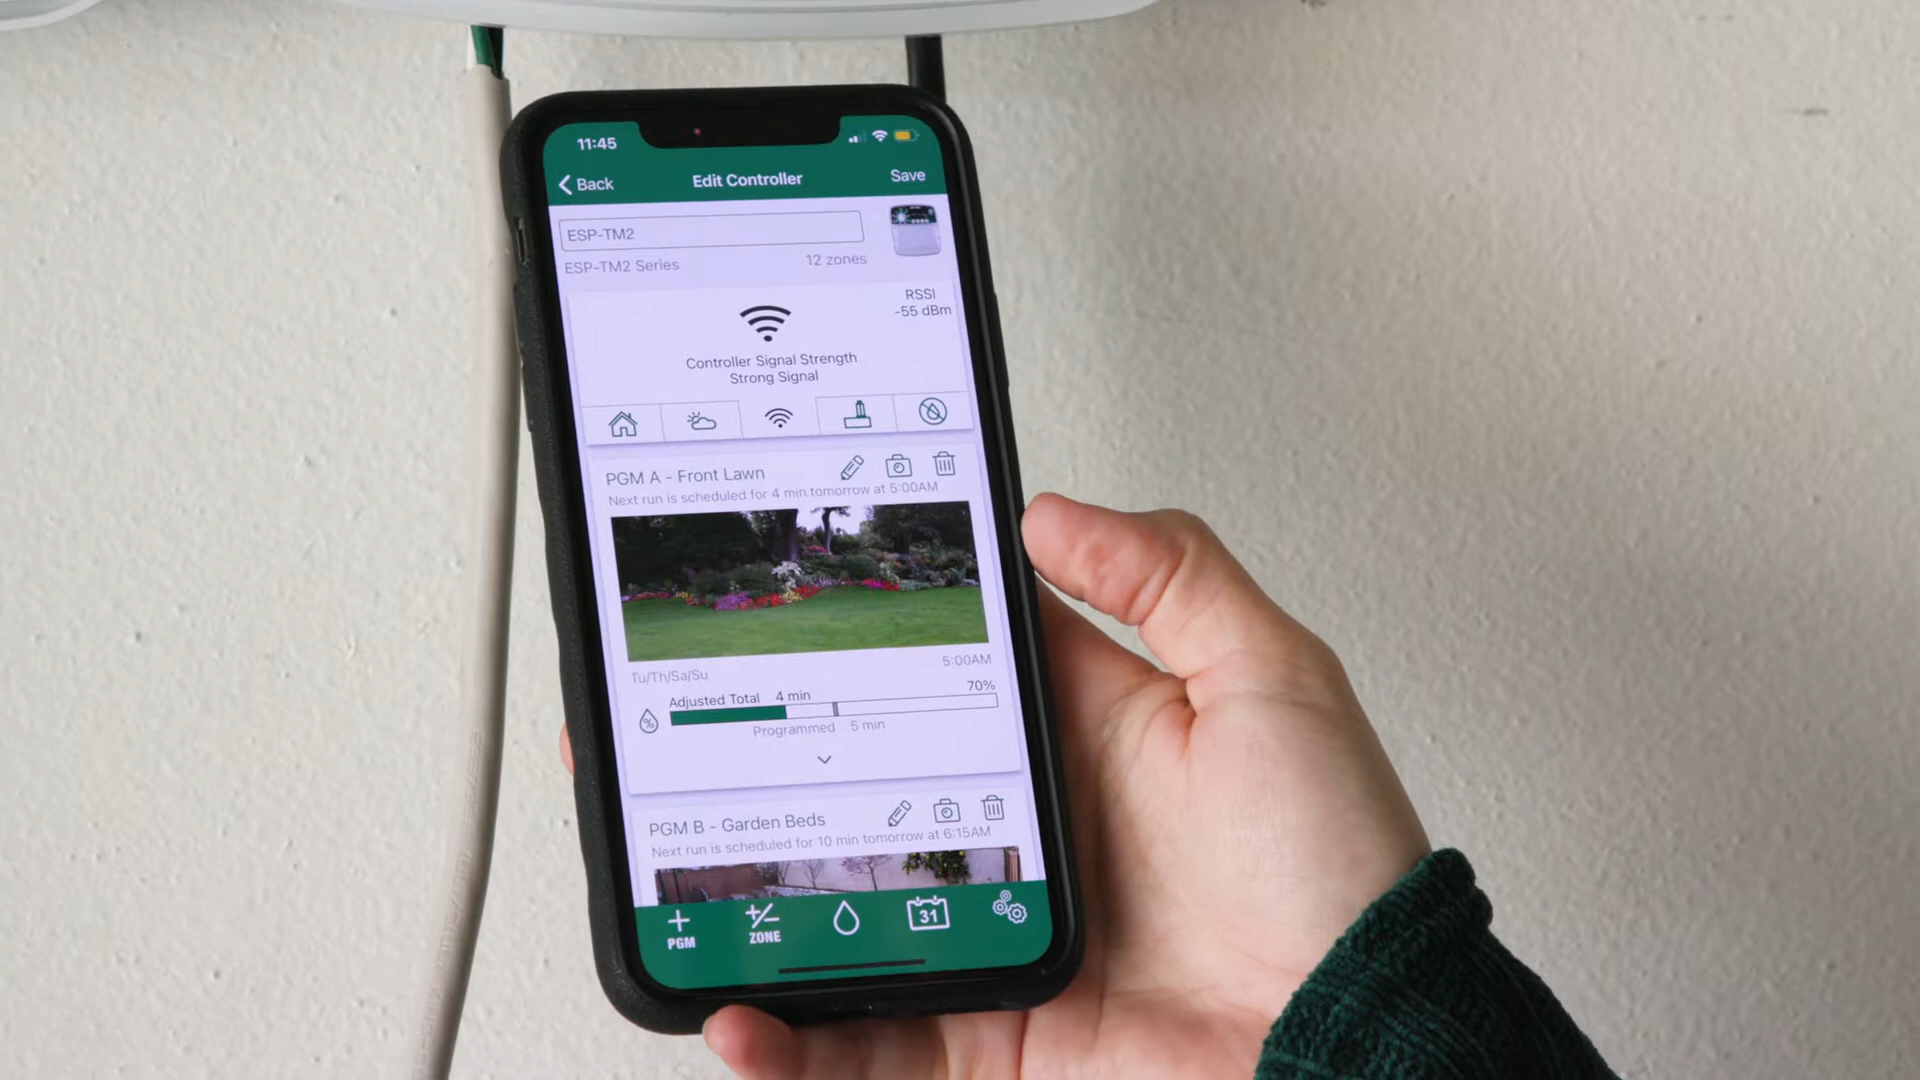 11:45
Back
Edit Controller
Save
ESP-TM2
ESP-TM2 Series
12 zones
RSSI
-55 dBm
Controller Signal Strength
Strong Signal
PGM A - Front Lawn
Next run is scheduled for 4 min tomorrow at 5:00AM
Tu/Th/Sa/Su
5:00AM
Adjusted Total 4 min
70%
%
Programmed 5 min
PGM B - Garden Beds
Next run is scheduled for 10 min tomorrow at 6:15AM
PGM
ZONE
31